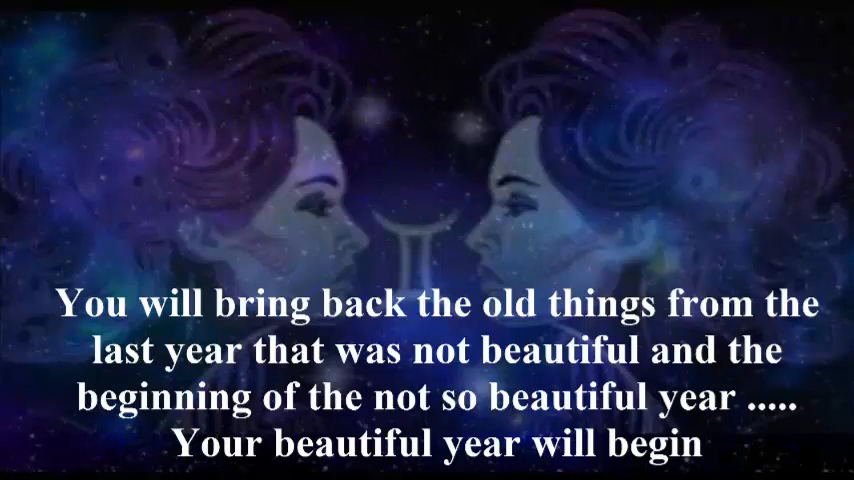 You will bring back the old things from the
last year that was not beautiful and the
beginning of the not so beautiful year .....
Your beautiful year will begin